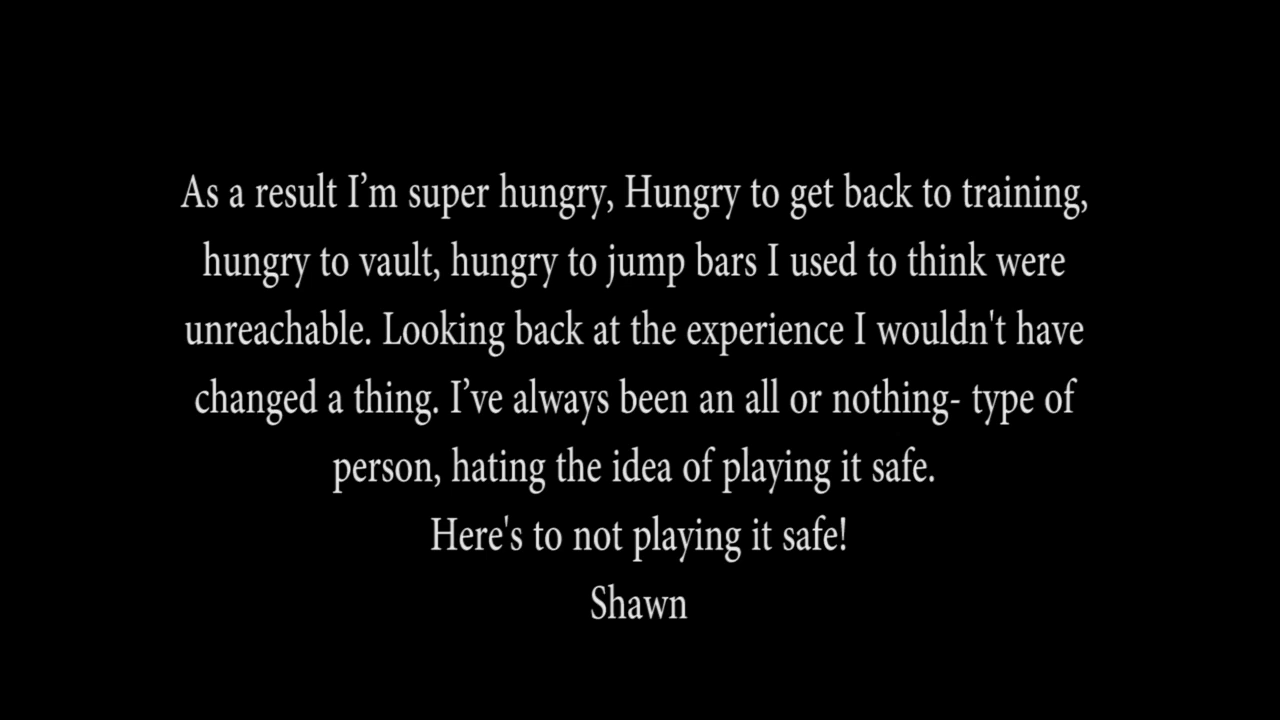 As a result I’m super hungry, Hungry to get back to training,
hungry to vault, hungry to jump bars I used to think were
unreachable. Looking back at the experience I wouldn't have
changed a thing. I’ve always been an all or nothing- type of
person, hating the idea of playing it safe.
Here's to not playing it safe!
Shawn